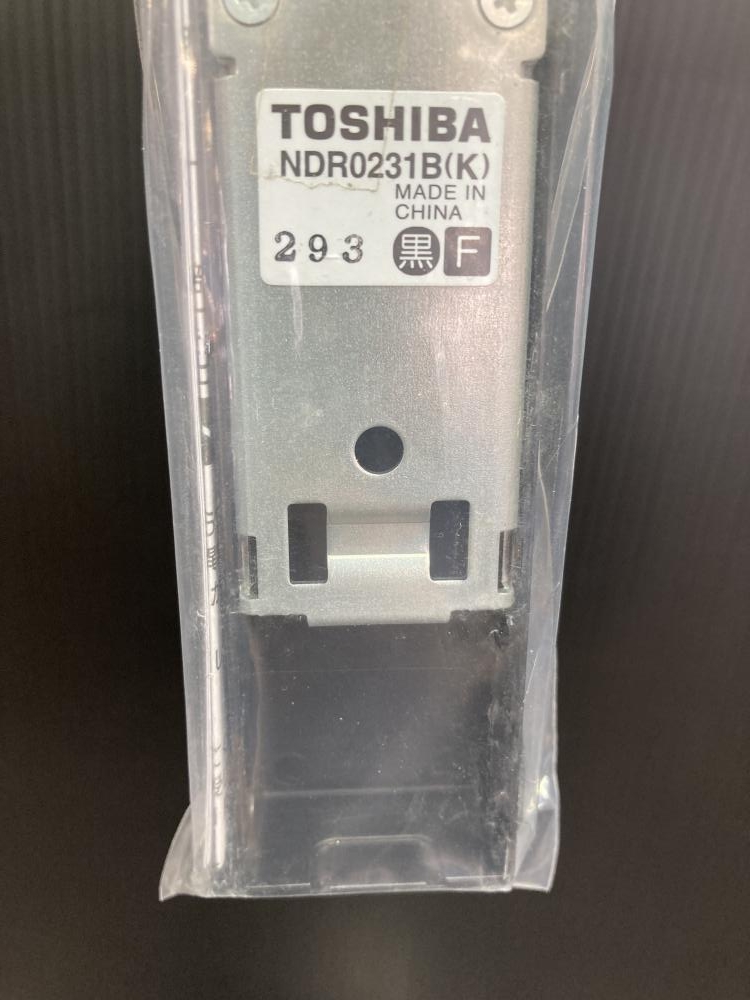 TOSHIBA
NDR0231B(K)
MADE IN
CHINA
293 黒 F